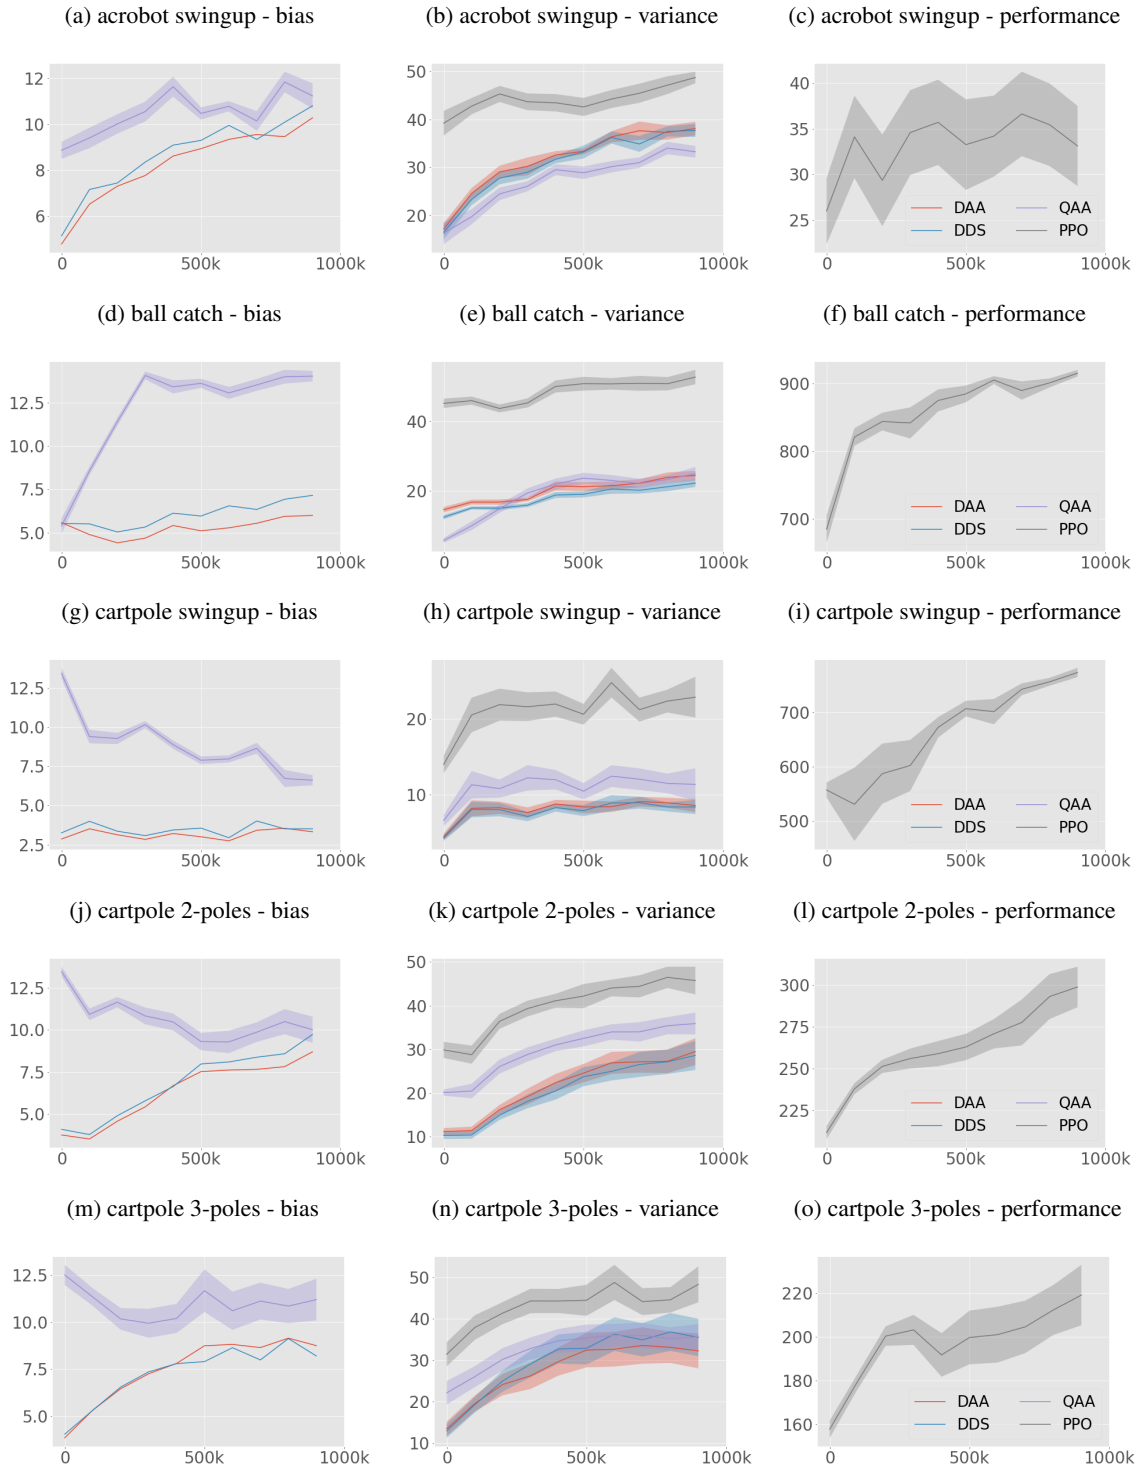 (a) acrobot swingup - bias
(b) acrobot swingup - variance
(c) acrobot swingup - performance
12
10
8
6
0
500k
1000k
50
40
30
20
0
500k
1000k
40
35
30
25
DAA
QAA
DDS
PPO
0
500k
1000k
(d) ball catch - bias
(e) ball catch - variance
(f) ball catch - performance
12.5
10.0
7.5
5.0
0
500k
1000k
40
20
0
500k
1000k
900
800
700
DAA
QAA
DDS
PPO
0
500k
1000k
(g) cartpole swingup - bias
(h) cartpole swingup - variance
(i) cartpole swingup - performance
12.5
10.0
7.5
5.0
2.5
0
500k
1000k
20
10
0
500k
1000k
700
600
500
DAA
QAA
DDS
PPO
0
500k
1000k
(j) cartpole 2-poles - bias
(k) cartpole 2-poles - variance
(l) cartpole 2-poles - performance
12.5
10.0
7.5
5.0
0
500k
1000k
50
40
30
20
10
0
500k
1000k
300
275
250
225
DAA
QAA
DDS
PPO
0
500k
1000k
(m) cartpole 3-poles - bias
(n) cartpole 3-poles - variance
(o) cartpole 3-poles - performance
12.5
10.0
7.5
5.0
0
500k
1000k
50
40
30
20
10
0
500k
1000k
220
200
180
160
DAA
QAA
DDS
PPO
0
500k
1000k